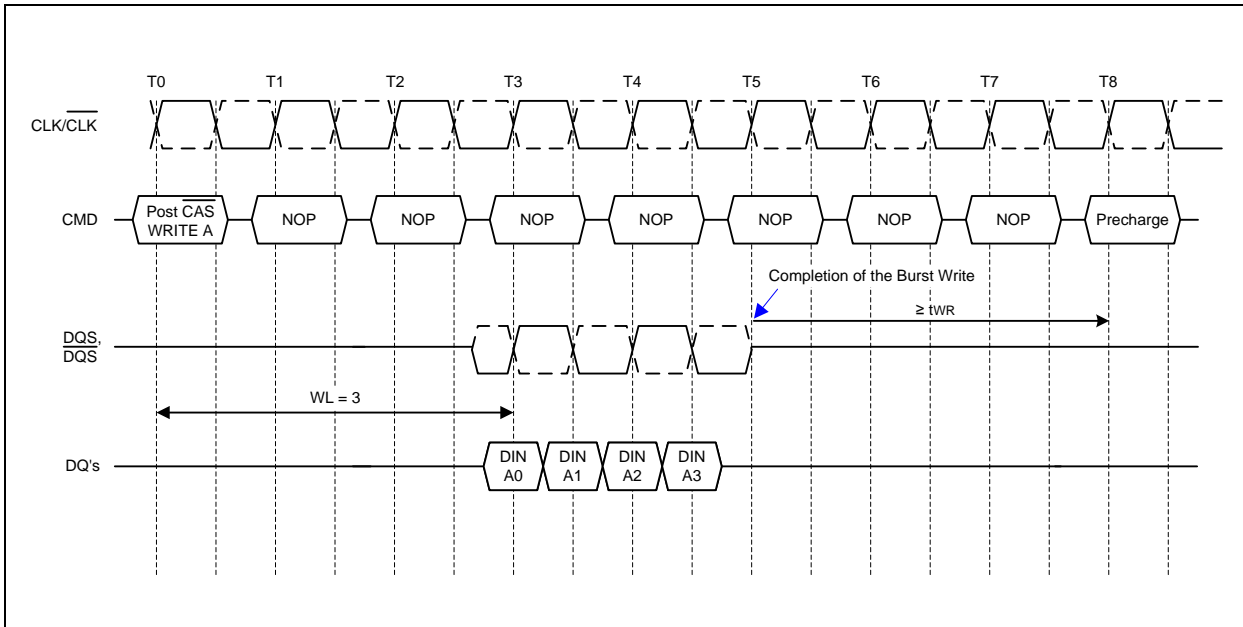 T0 T1 T2 T3 T4 T5 T6 T7 T8
CLK/CLK
CMD
Post CAS
WRITE A
NOP NOP NOP NOP NOP NOP NOP Precharge
Completion of the Burst Write
≥ tWR
DQS,
DQS
WL = 3
DQ's
DIN DIN DIN DIN
A0 A1 A2 A3